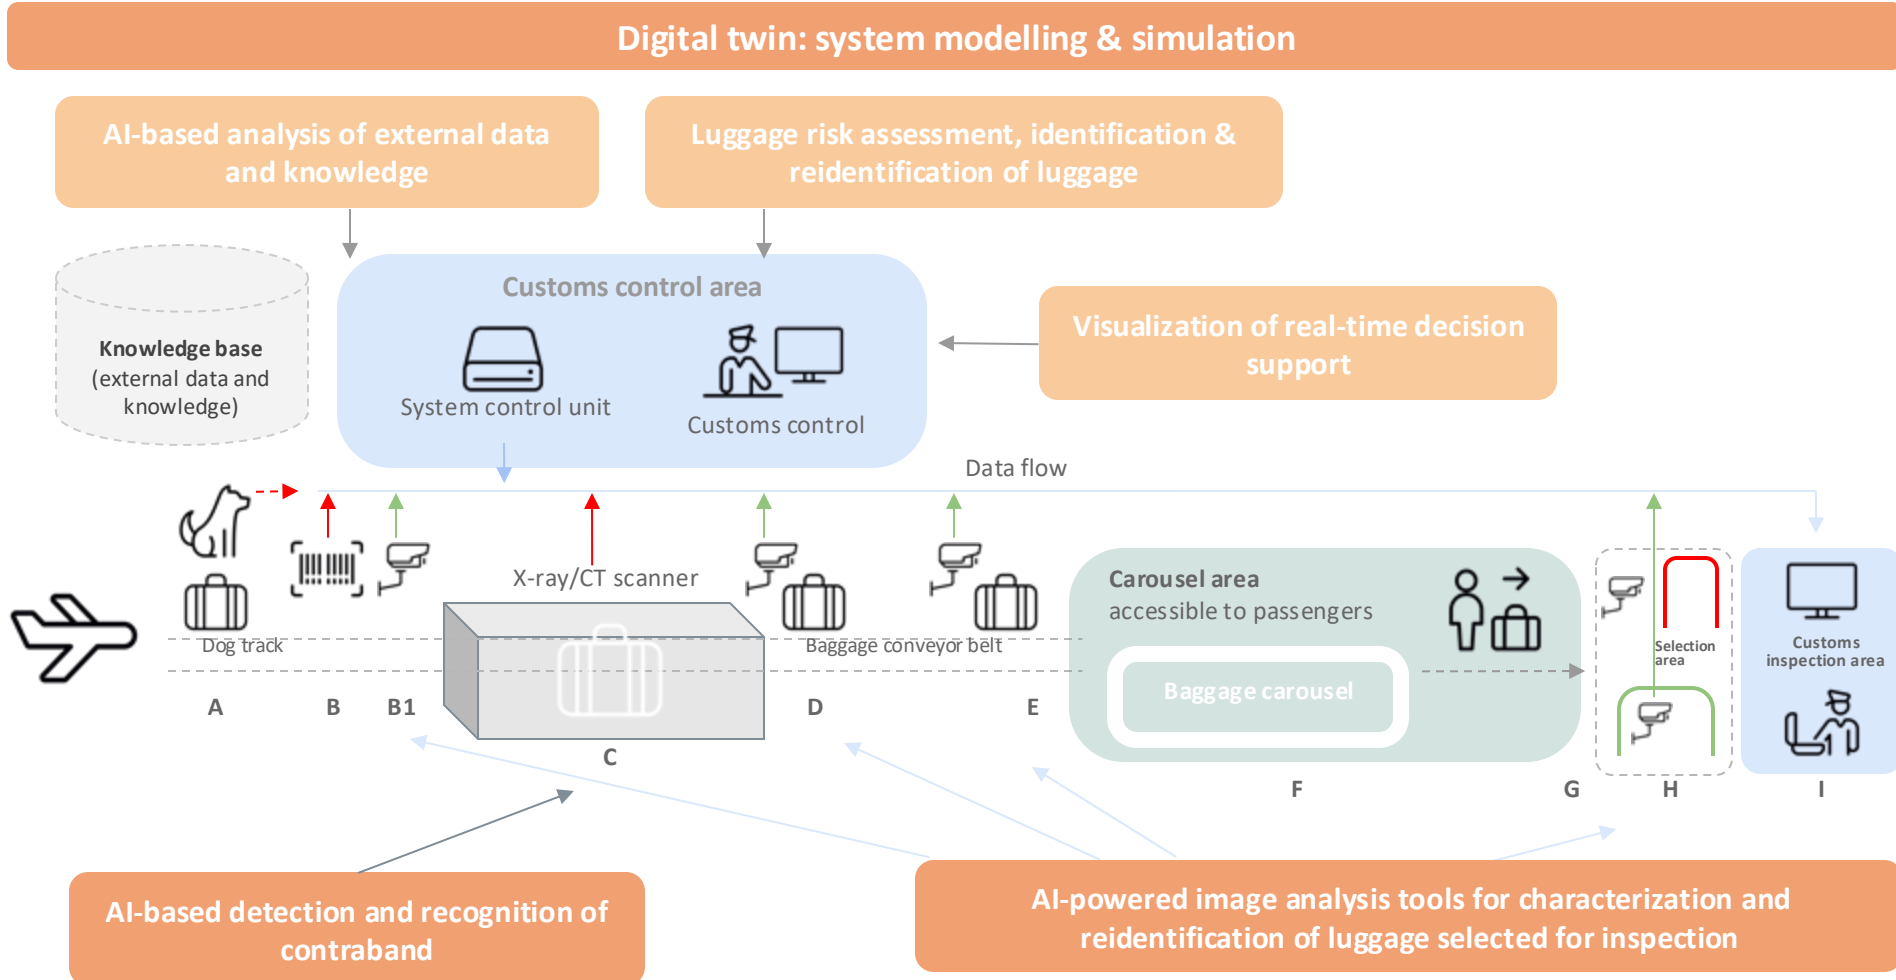 Digital twin: system modelling & simulation
AI-based analysis of external data
and knowledge
Luggage risk assessment, identification &
reidentification of luggage
Customs control area
Knowledge base
(external data and
knowledge)
System control unit
Customs control
Visualization of real-time decision
support
Data flow
X-ray/CT scanner
Carousel area
accessible to passengers
Dog track
Baggage conveyor belt
Selection
area
Customs
inspection area
Baggage carousel
A
B
B1
C
D
E
F
G
H
I
AI-based detection and recognition of
contraband
AI-powered image analysis tools for characterization and
reidentification of luggage selected for inspection